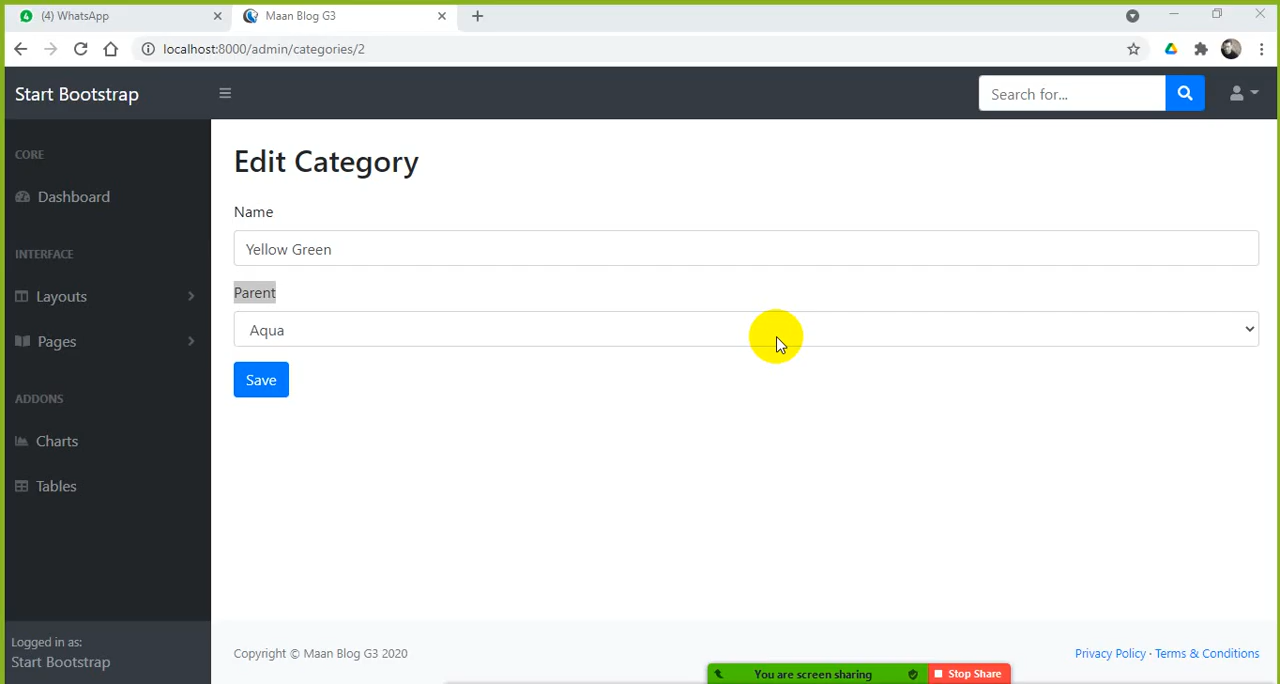 (4) WhatsApp
Maan Blog G3
localhost:8000/admin/categories/2
Start Bootstrap
Search for...
CORE
Dashboard
INTERFACE
Layouts
Pages
ADDONS
Charts
Tables
Logged in as:
Start Bootstrap
Edit Category
Name
Yellow Green
Parent
Aqua
Save
Copyright © Maan Blog G3 2020
Privacy Policy · Terms & Conditions
You are screen sharing
Stop Share